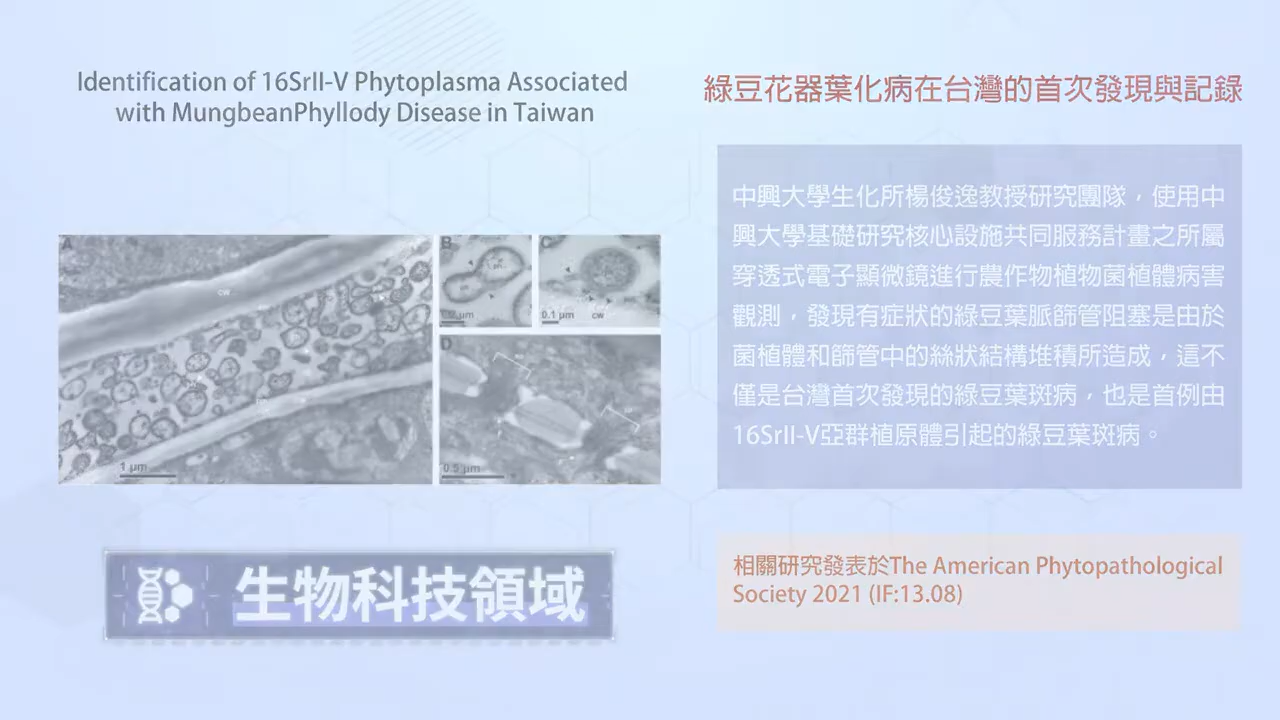 Identification of 16SrII-V Phytoplasma Associated
with MungbeanPhyllody Disease in Taiwan
綠豆花器葉化病在台灣的首次發現與記錄
中興大學生化所楊俊逸教授研究團隊，使用中
興大學基礎研究核心設施共同服務計畫之所屬
穿透式電子顯微鏡進行農作物植物菌植體病害
觀測，發現有症狀的綠豆葉脈篩管阻塞是由於
菌植體和篩管中的絲狀結構堆積所造成，這不
僅是台灣首次發現的綠豆葉斑病，也是首例由
16SrII-V亞群植原體引起的綠豆葉斑病。
A
CW
1 μm
B
C
0.1 μm
CW
D
0.5 μm
生物科技領域
相關研究發表於The American Phytopathological
Society 2021 (IF:13.08)